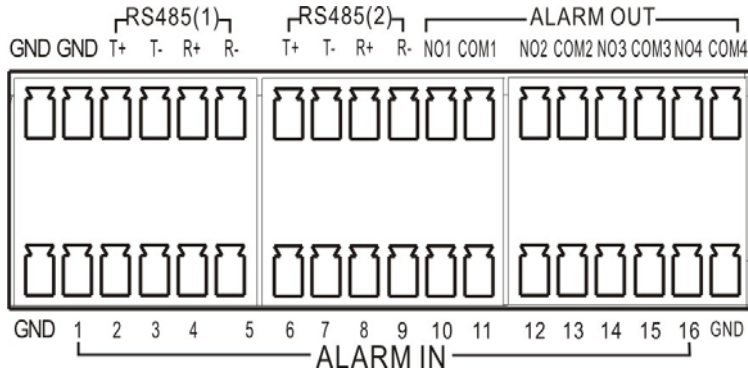 RS485(1) RS485(2) ALARM OUT
GND GND T+ T- R+ R- T+ T- R+ R- NO1 COM1 NO2 COM2 NO3 COM3 NO4 COM4
GND 1 2 3 4 5 6 7 8 9 10 11 12 13 14 15 16 GND
ALARM IN